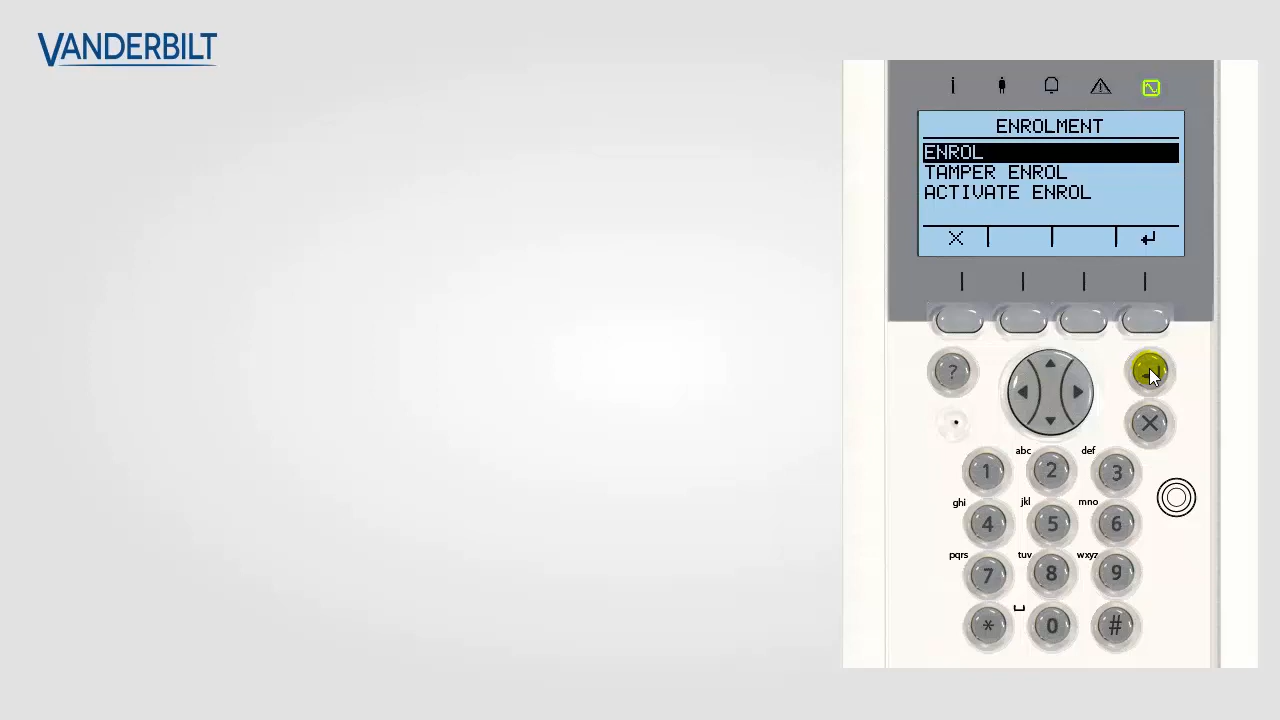 VANDERBILT
i
ENROLMENT
ENROL
TAMPER ENROL
ACTIVATE ENROL
?
abc def
1 2 3
ghi jkl mno
4 5 6
pqrs tuv wxyz
7 8 9
* 0 #